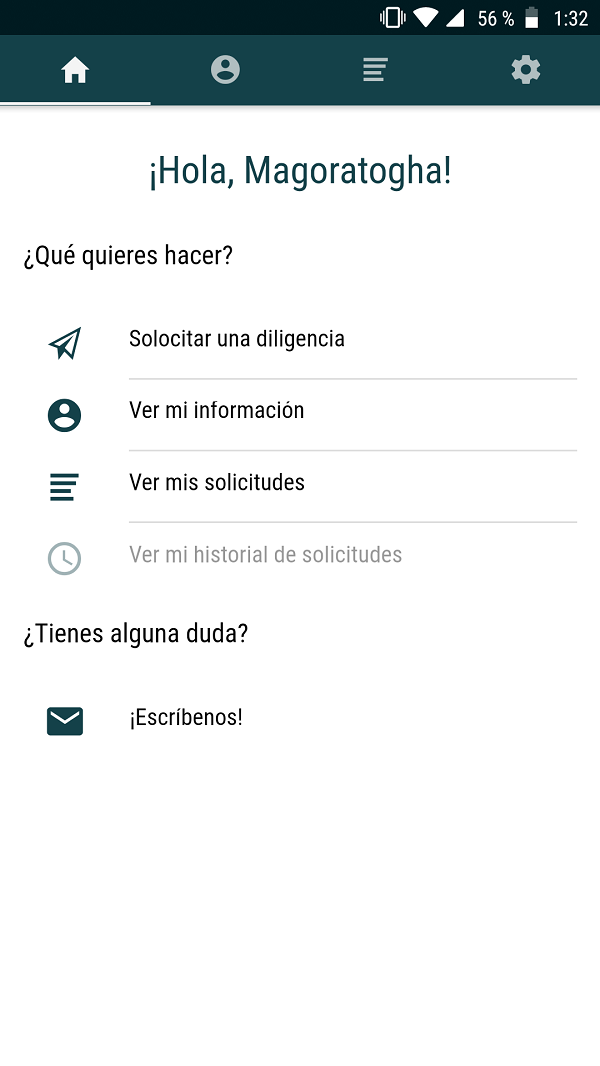 56 % 1:32
¡Hola, Magoratogha!
¿Qué quieres hacer?
Solocitar una diligencia
Ver mi información
Ver mis solicitudes
Ver mi historial de solicitudes
¿Tienes alguna duda?
¡Escríbenos!